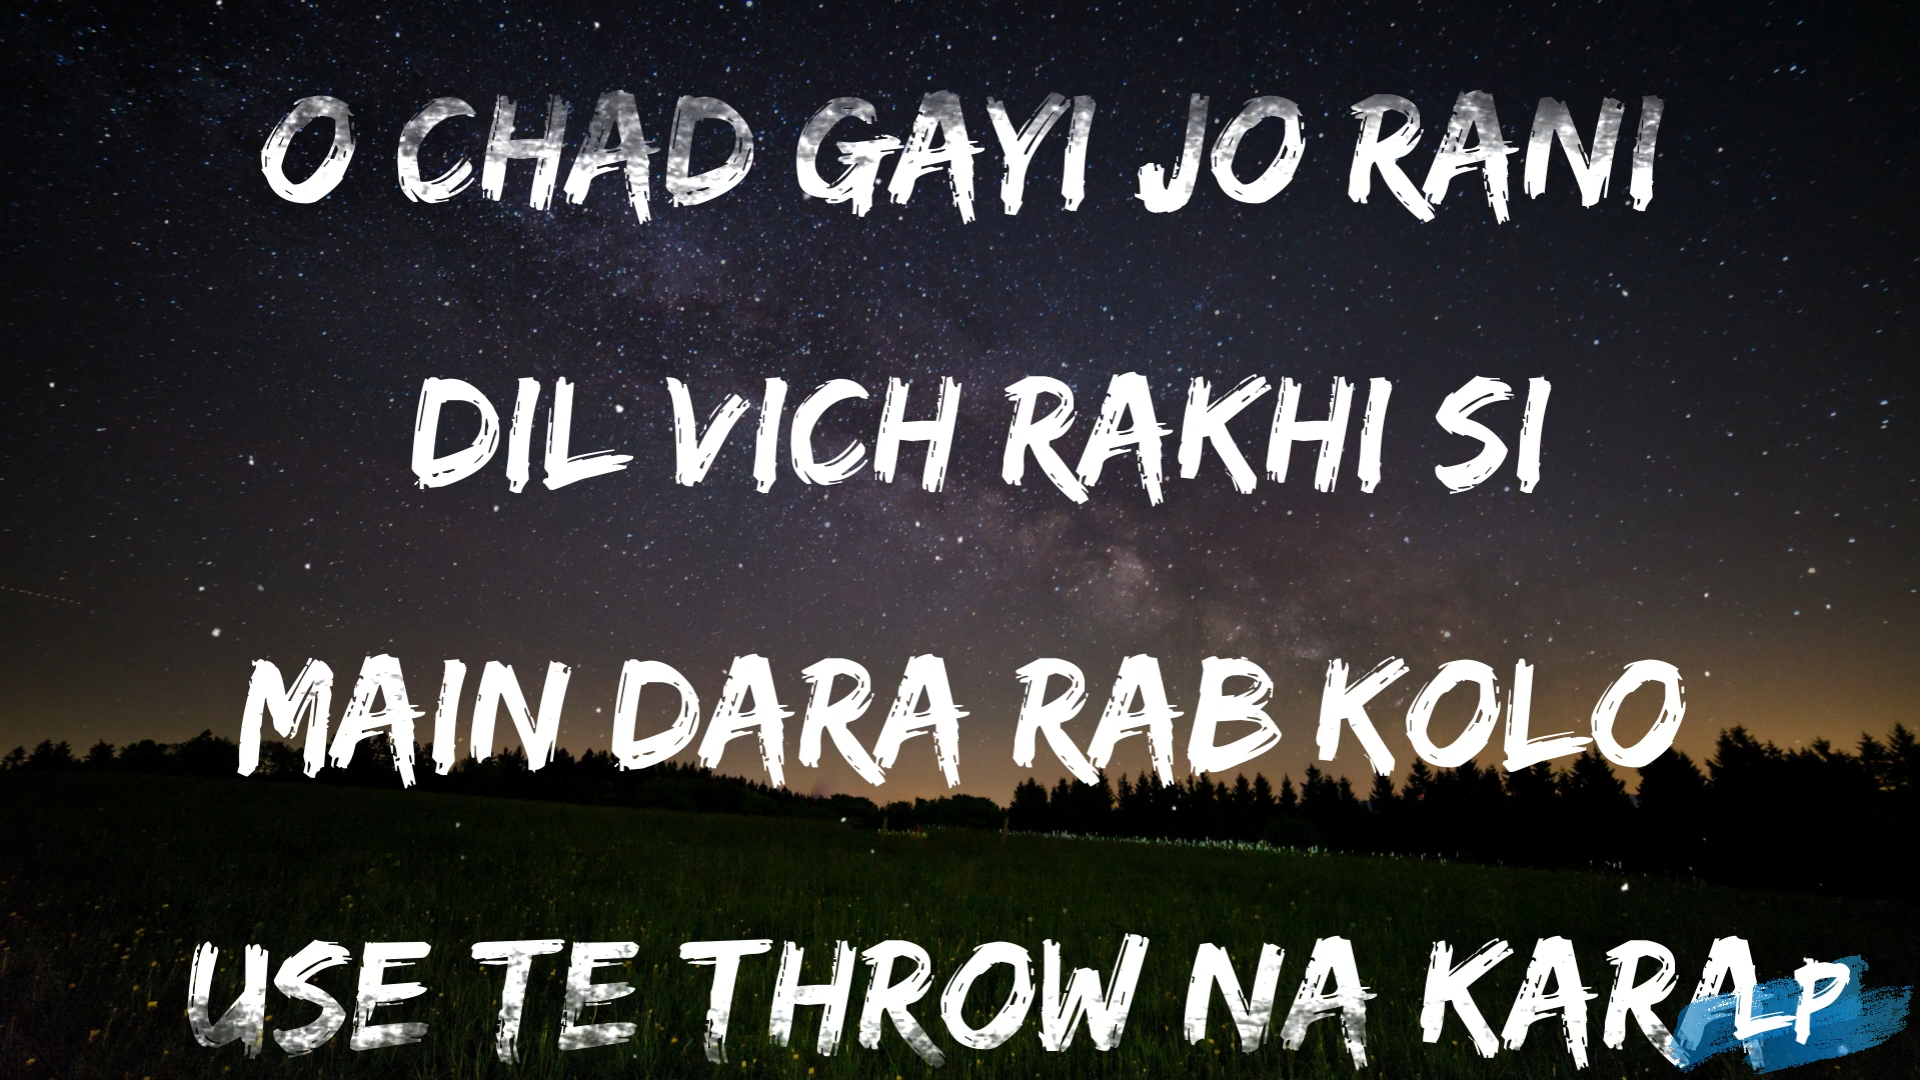 O CHAD GAYI JO RANI
DIL VICH RAKHI SI
MAIN DARA RAB KOLO
USE TE THROW NA KARA
LP